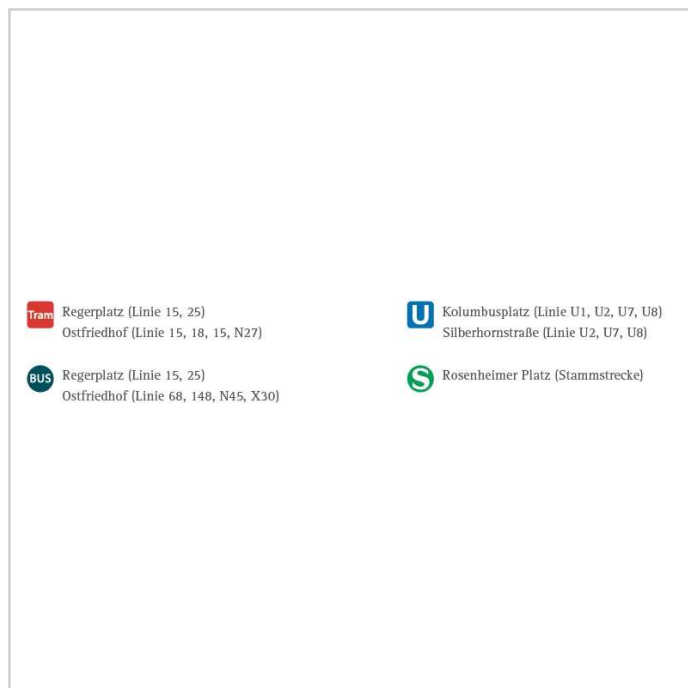 Tram Regerplatz (Linie 15, 25)
Ostfriedhof (Linie 15, 18, 15, N27)
BUS Regerplatz (Linie 15, 25)
Ostfriedhof (Linie 68, 148, N45, X30)
U Kolumbusplatz (Linie U1, U2, U7, U8)
Silberhornstraße (Linie U2, U7, U8)
S Rosenheimer Platz (Stammstrecke)